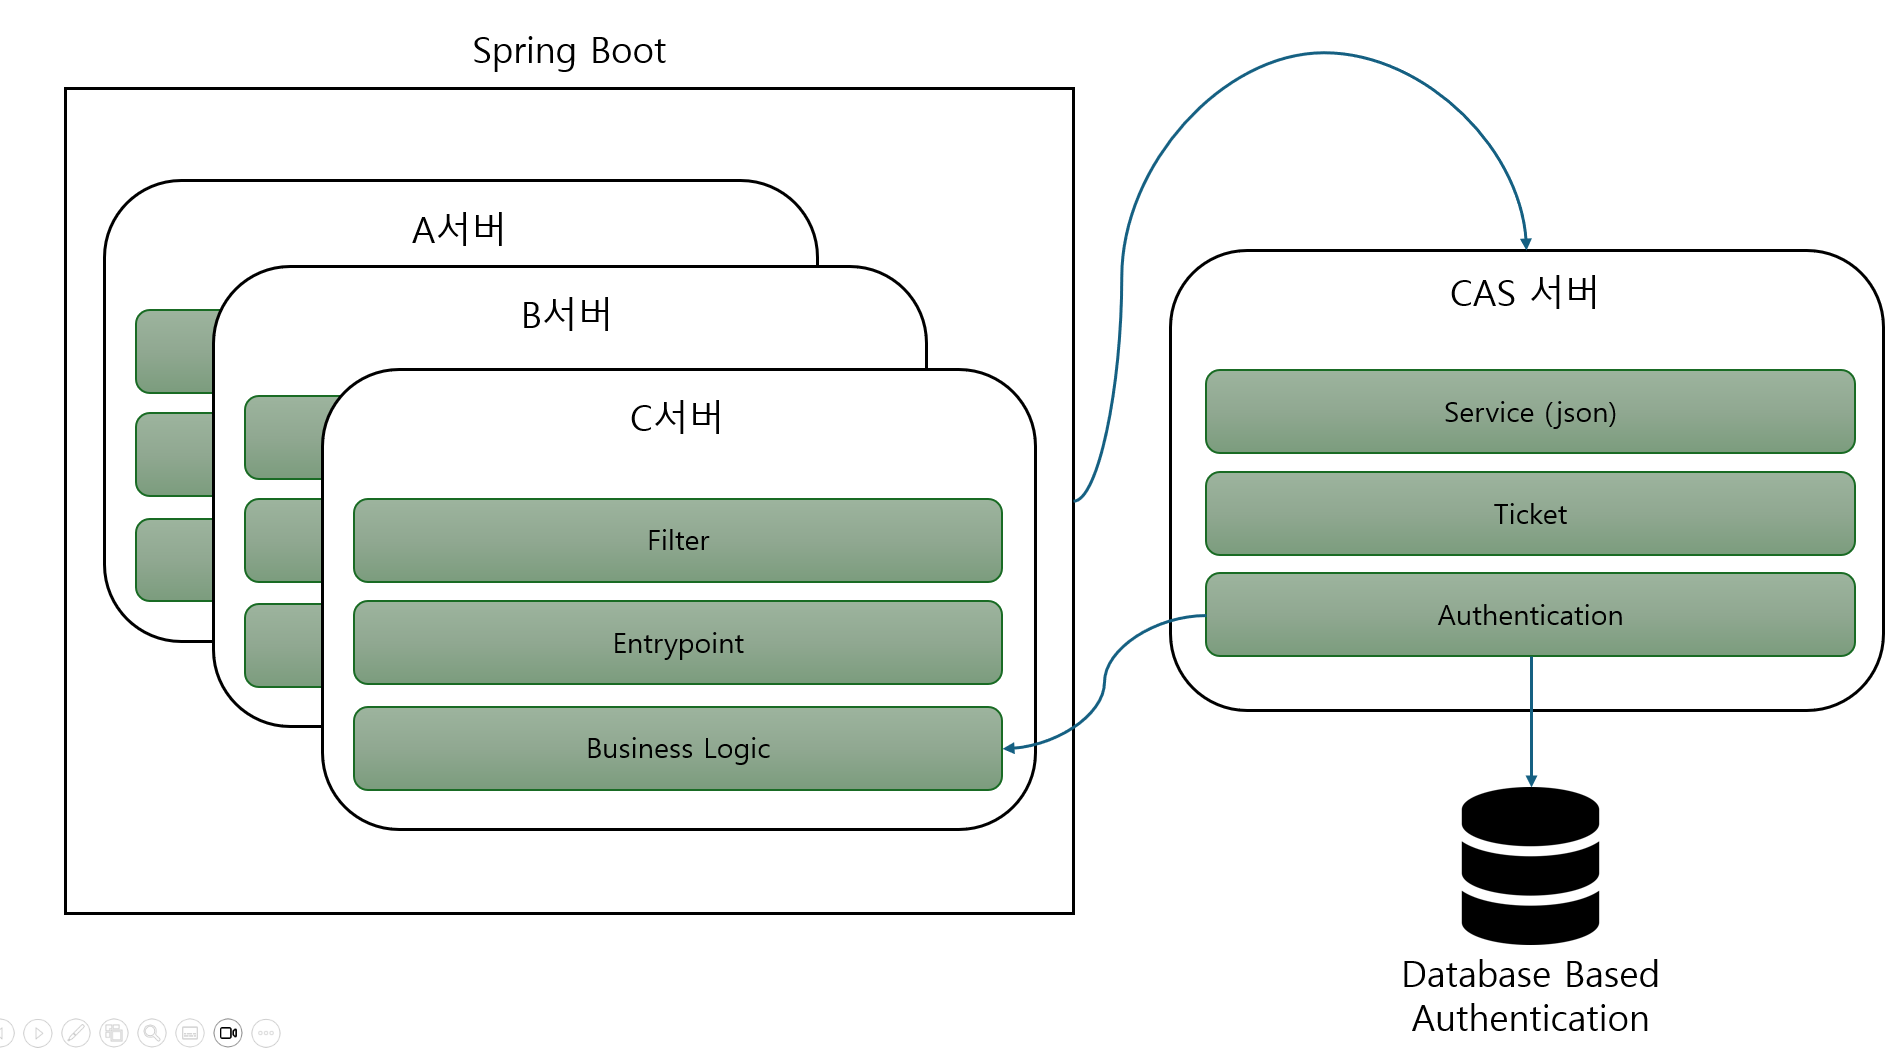 Spring Boot
A서버
B서버
C서버
Filter
Entrypoint
Business Logic
CAS 서버
Service (json)
Ticket
Authentication
Database Based
Authentication